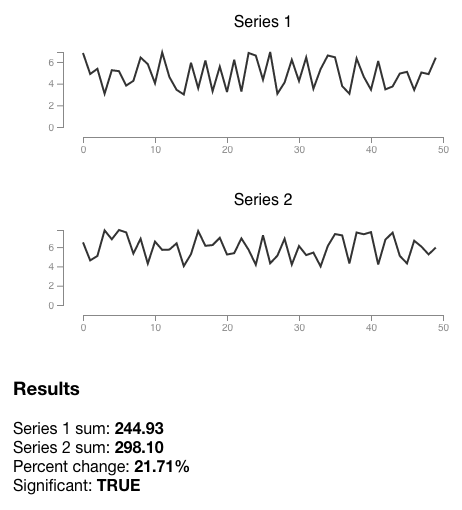 Series 1
6
4
2
0
0 10 20 30 40 50
Series 2
6
4
2
0
0 10 20 30 40 50
Results
Series 1 sum: 244.93
Series 2 sum: 298.10
Percent change: 21.71%
Significant: TRUE